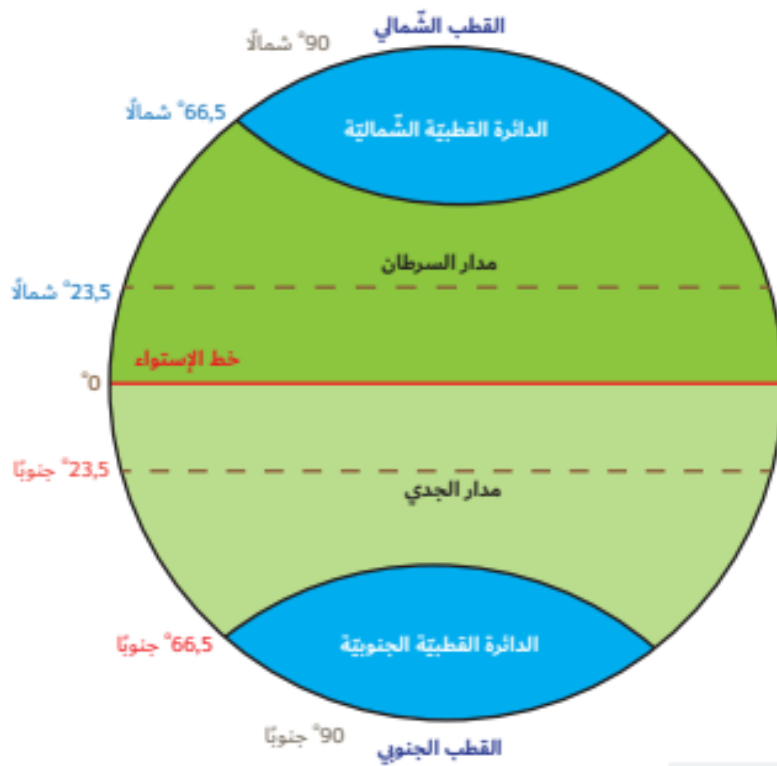 القطب الشّمالي
90° شمالًا
66,5° شمالًا
الدائرة القطبيّة الشّماليّة
مدار السرطان
23,5° شمالًا
خط الإستواء
0°
23,5° جنوبًا
مدار الجدي
الدائرة القطبيّة الجنوبيّة
66,5° جنوبًا
90° جنوبًا
القطب الجنوبي